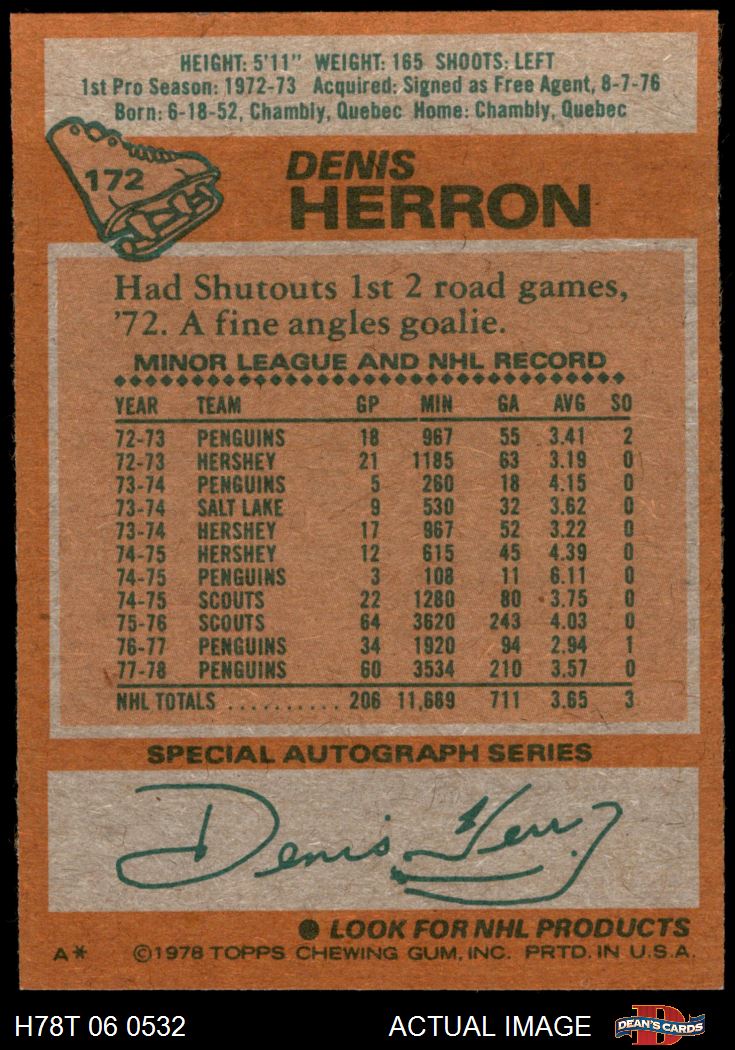 HEIGHT: 5'11" WEIGHT: 165 SHOOTS: LEFT
1st Pro Season: 1972-73 Acquired: Signed as Free Agent, 8-7-76
Born: 6-18-52, Chambly, Quebec Home: Chambly, Quebec
172
DENIS
HERRON
Had Shutouts 1st 2 road games,
'72. A fine angles goalie.
MINOR LEAGUE AND NHL RECORD
YEAR TEAM GP MIN GA AVG SO
72-73 PENGUINS 18 967 55 3.41 2
72-73 HERSHEY 21 1185 63 3.19 0
73-74 PENGUINS 5 260 18 4.15 0
73-74 SALT LAKE 9 530 32 3.62 0
73-74 HERSHEY 17 967 52 3.22 0
74-75 HERSHEY 12 615 45 4.39 0
74-75 PENGUINS 3 108 11 6.11 0
74-75 SCOUTS 22 1280 80 3.75 0
75-76 SCOUTS 64 3620 243 4.03 0
76-77 PENGUINS 34 1920 94 2.94 1
77-78 PENGUINS 60 3534 210 3.57 0
NHL TOTALS .......... 206 11,689 711 3.65 3
SPECIAL AUTOGRAPH SERIES
Denis Herron
● LOOK FOR NHL PRODUCTS
A* ©1978 TOPPS CHEWING GUM, INC. PRTD. IN U.S.A.
H78T 06 0532 ACTUAL IMAGE DEAN'S CARDS